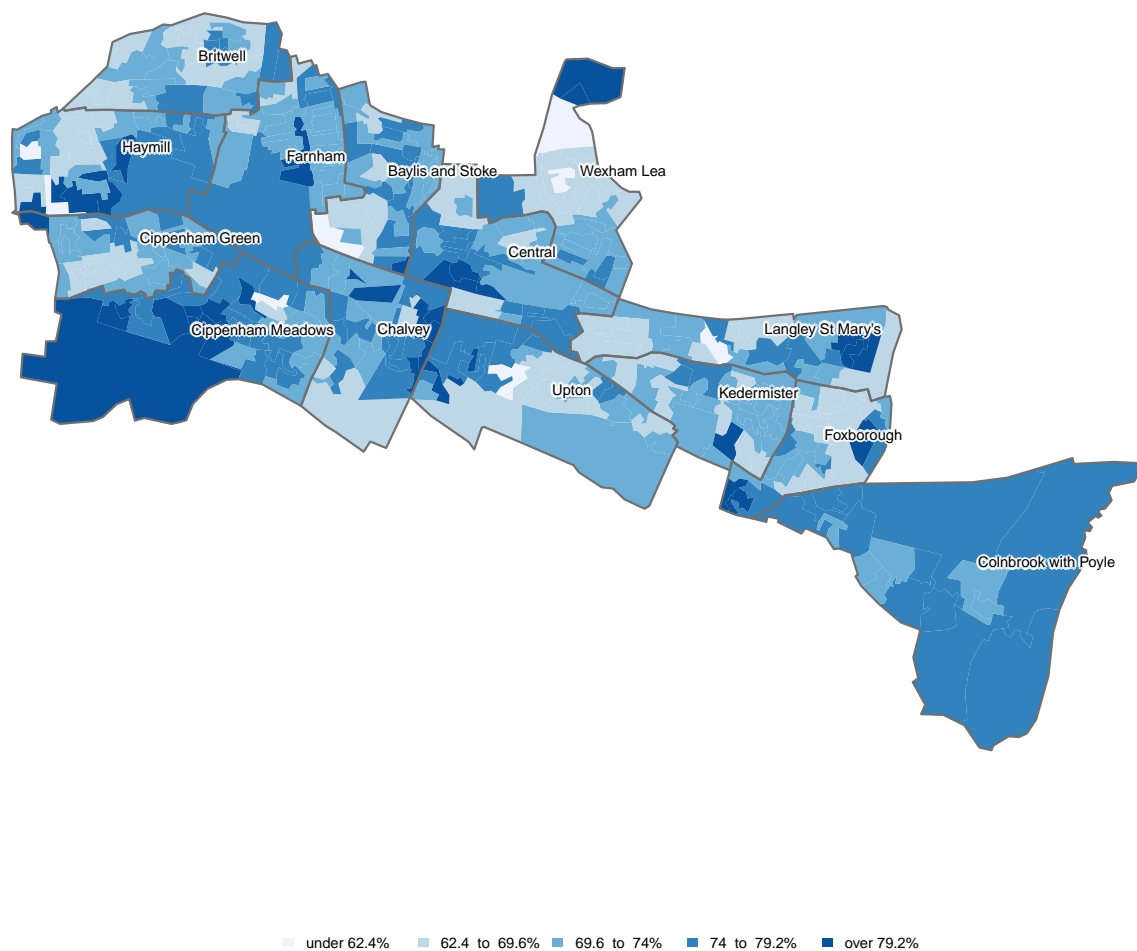 Britwell
Haymill
Farnham
Baylis and Stoke
Wexham Lea
Cippenham Green
Central
Cippenham Meadows
Chalvey
Langley St Mary's
Upton
Kedermister
Foxborough
Colnbrook with Poyle
under 62.4% 62.4 to 69.6% 69.6 to 74% 74 to 79.2% over 79.2%